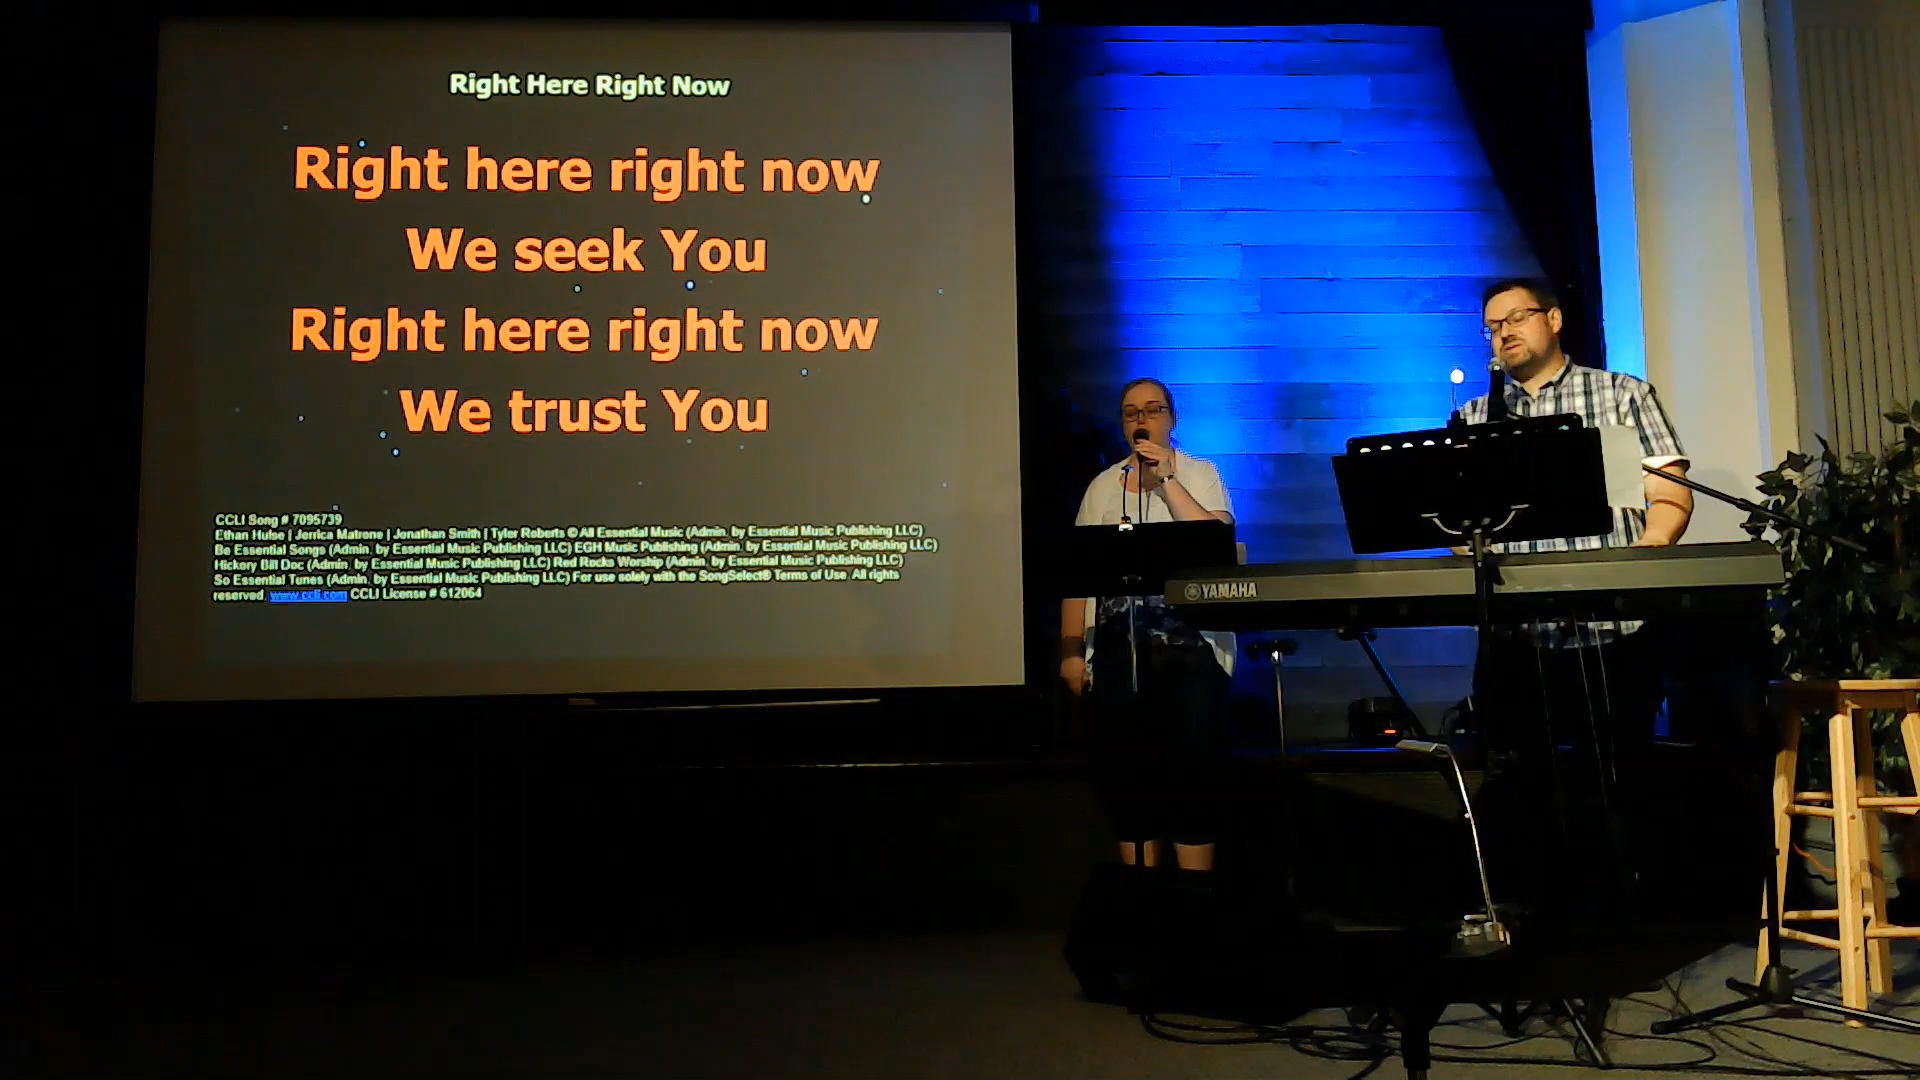 Right Here Right Now
Right here right now
We seek You
Right here right now
We trust You
CCLI Song # 7095739
Ethan Hulse | Jerrica Matrone | Jonathan Smith | Tyler Roberts © All Essential Music (Admin. by Essential Music Publishing LLC)
Be Essential Songs (Admin. by Essential Music Publishing LLC) EGH Music Publishing (Admin. by Essential Music Publishing LLC)
Hickory Bill Doc (Admin. by Essential Music Publishing LLC) Red Rocks Worship (Admin. by Essential Music Publishing LLC)
So Essential Tunes (Admin. by Essential Music Publishing LLC) For use solely with the SongSelect® Terms of Use. All rights
reserved. www.ccli.com CCLI License # 612064
YAMAHA